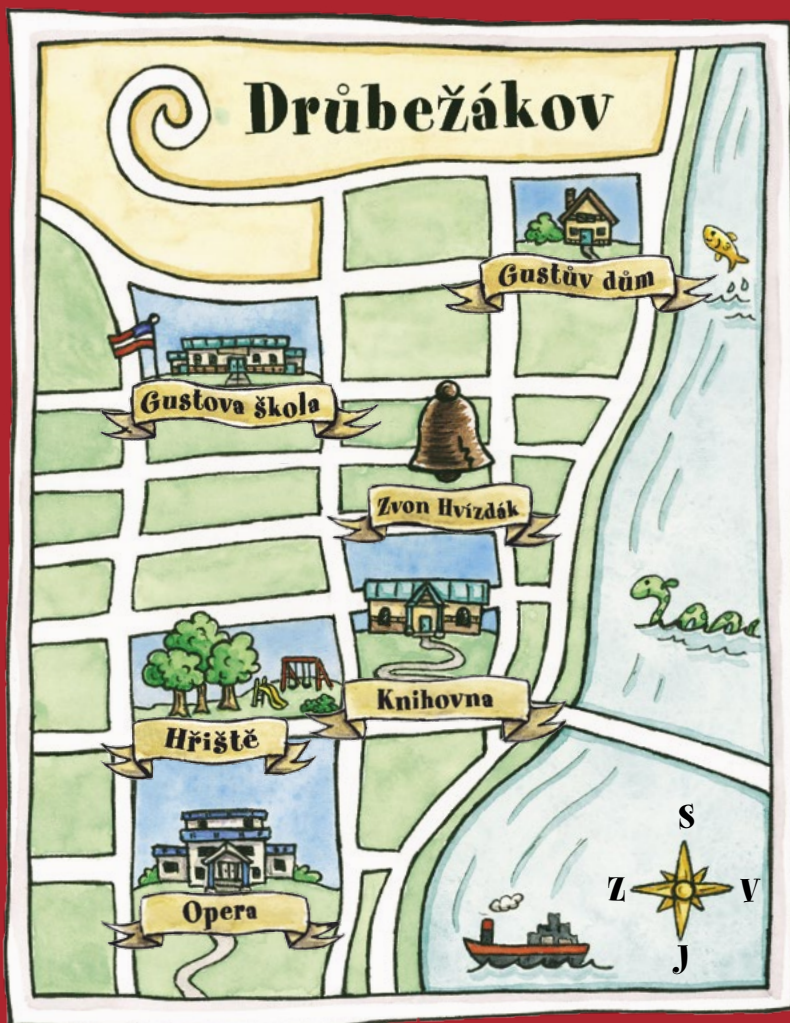 Drůbežákov
Gustův dům
Gustova škola
Zvon Hvízdák
Knihovna
Hřiště
Opera
S
Z V
J